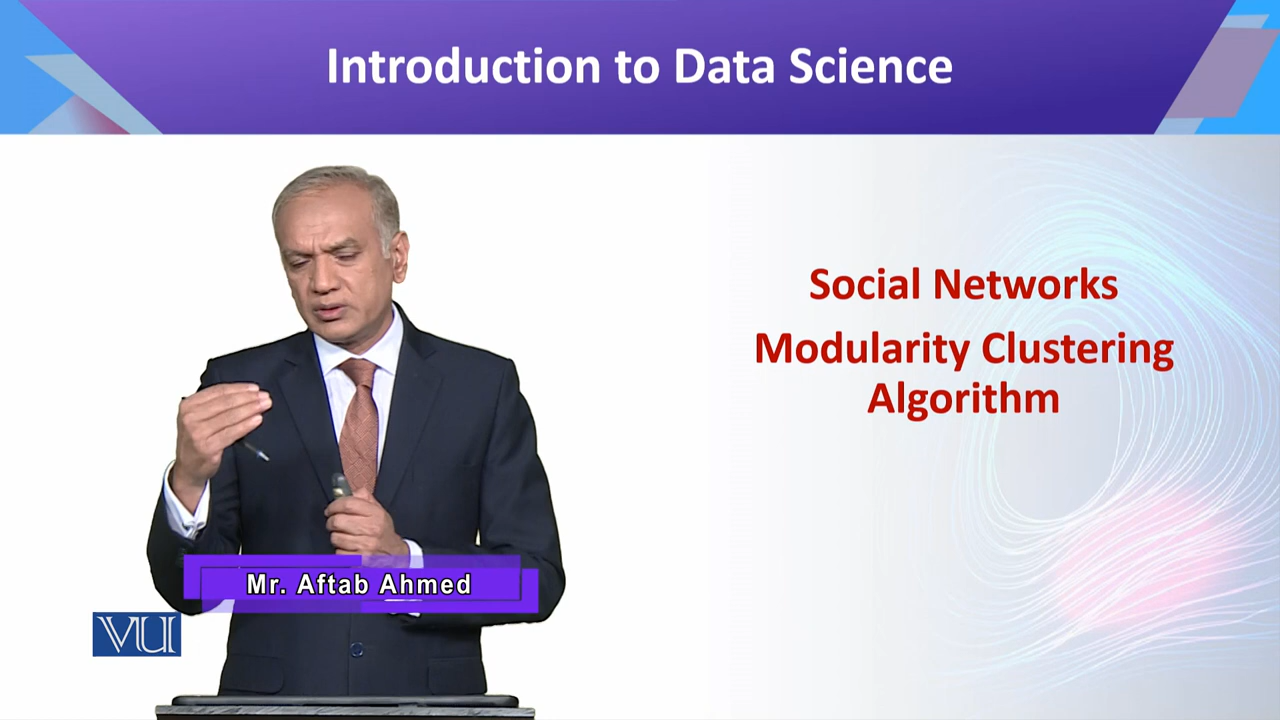 Introduction to Data Science
Social Networks
Modularity Clustering
Algorithm
Mr. Aftab Ahmed
VU